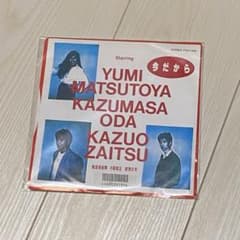 Starring
今だから
YUMI
MATSUTOYA
KAZUMASA
ODA
KAZUO
ZAITSU